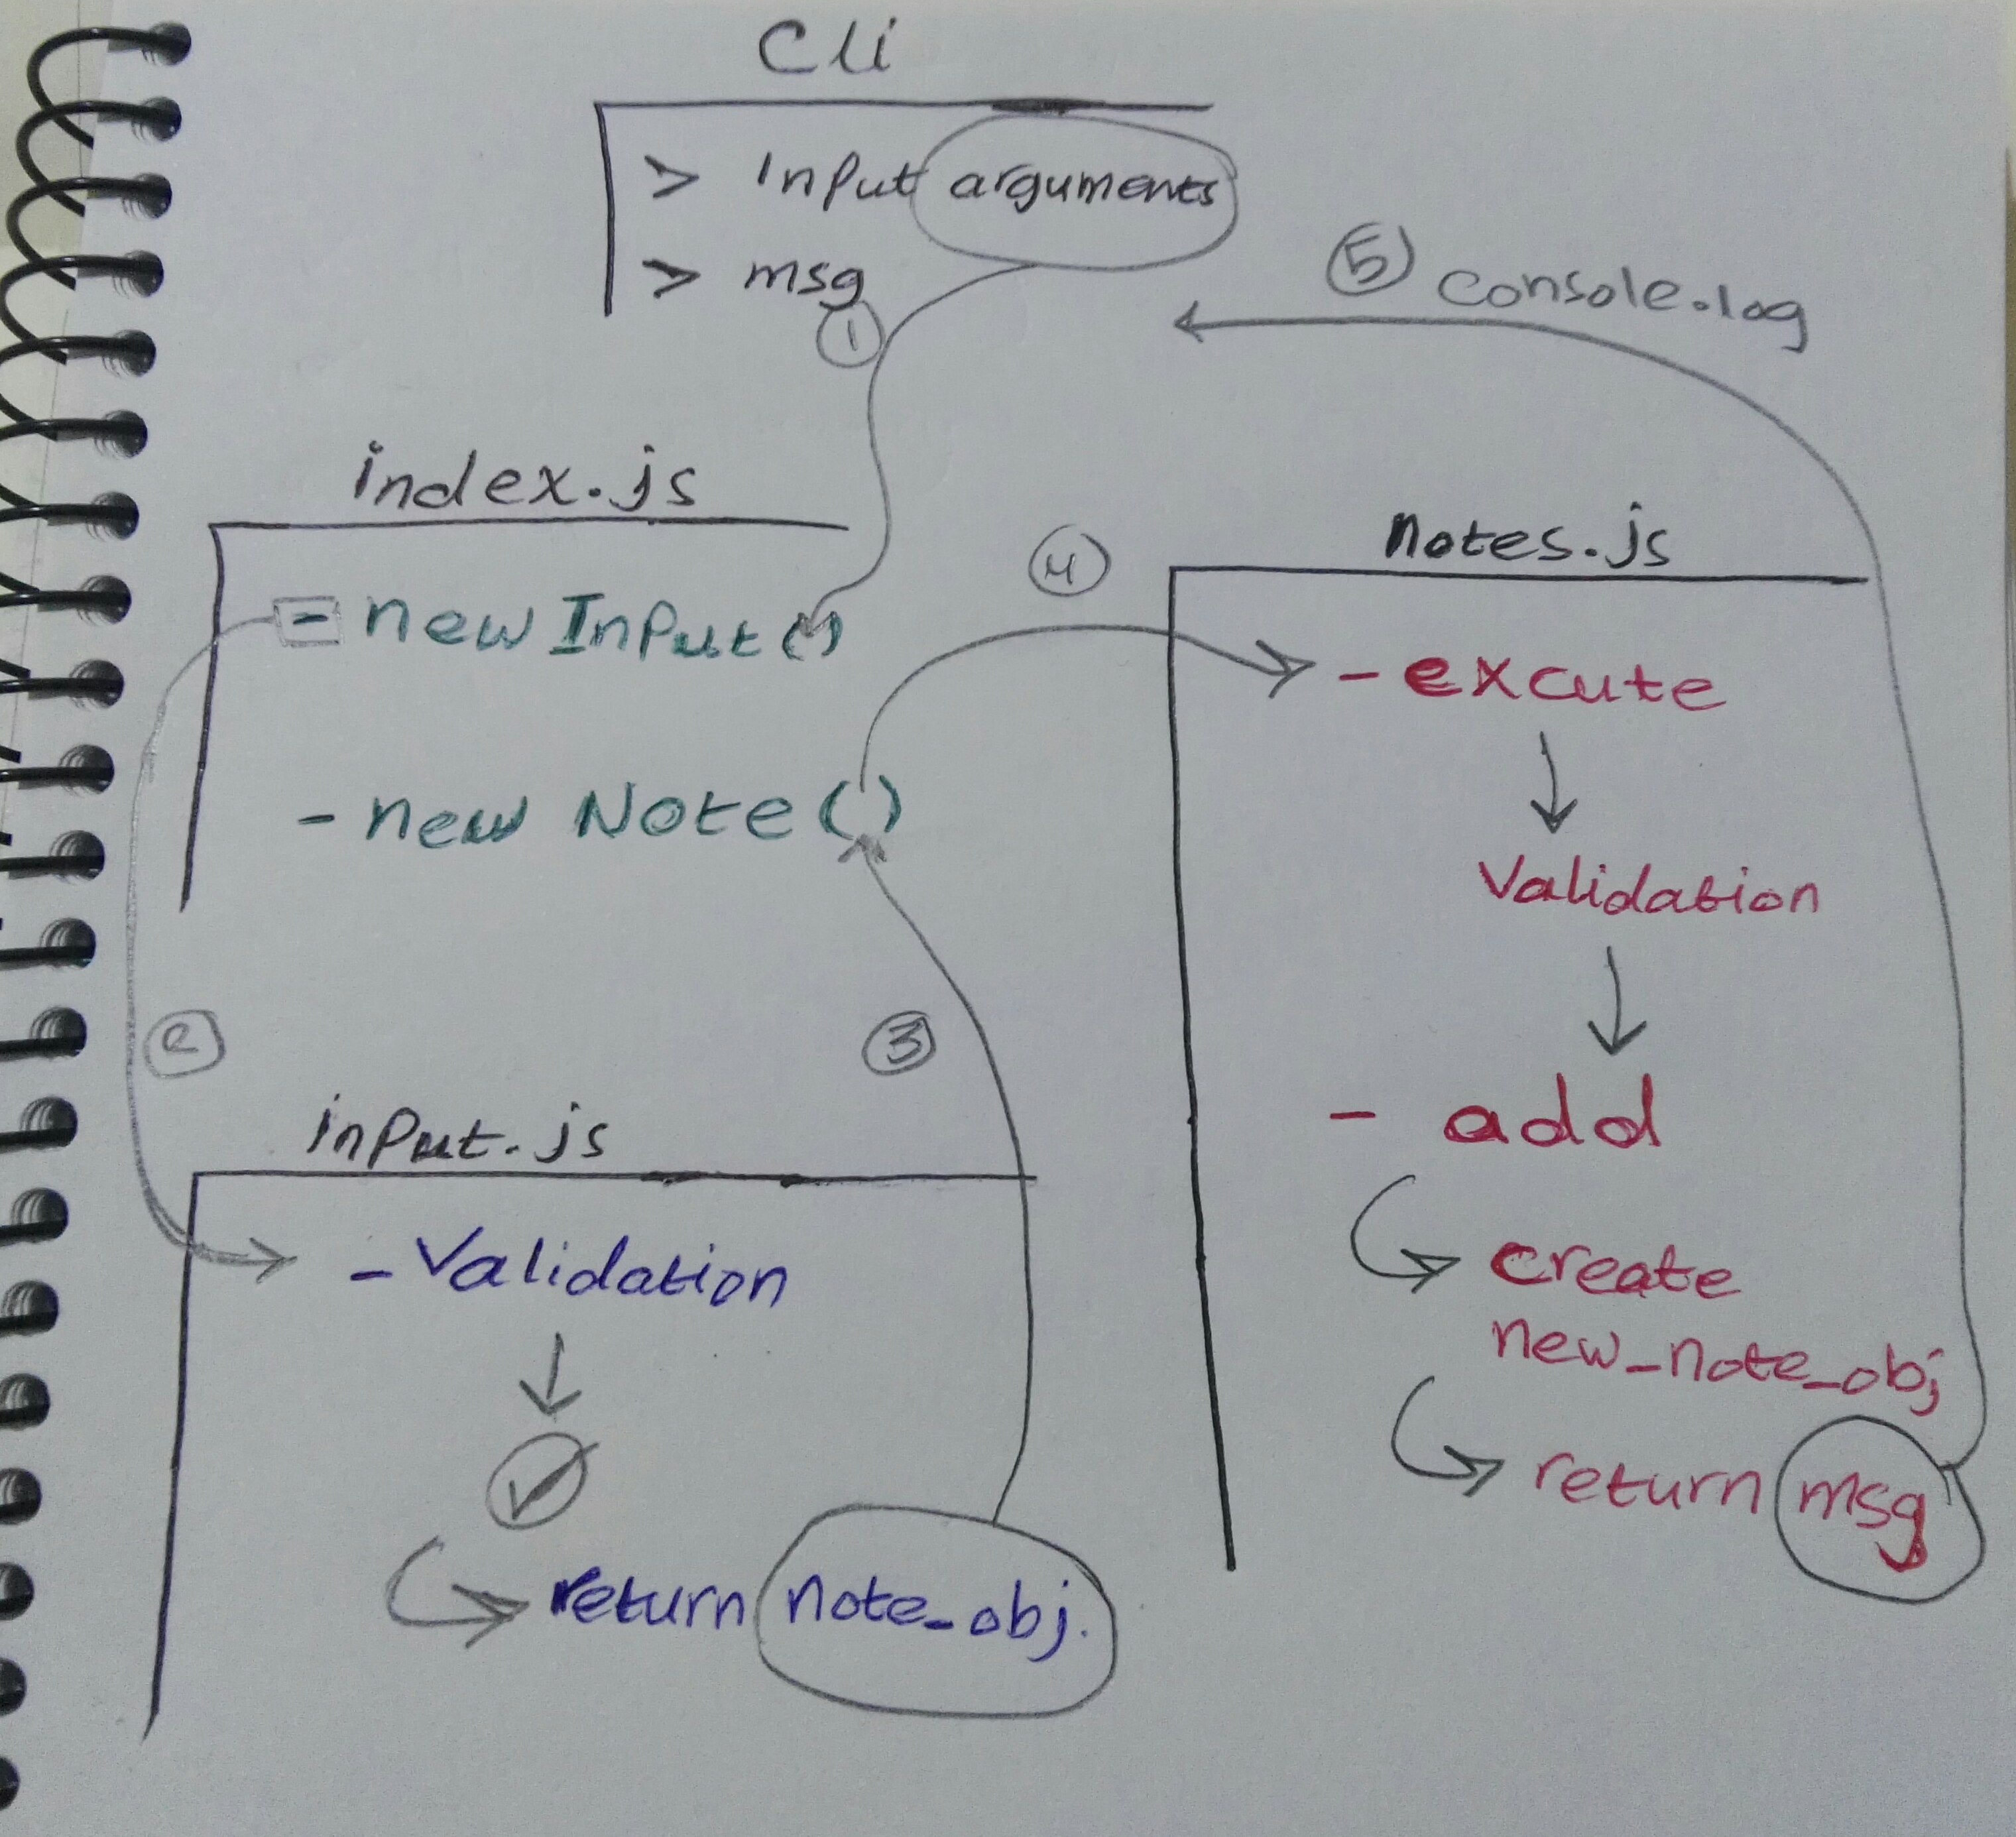 Cli
> Input arguments
> msg
①
⑤ console.log
index.js
- new Input()
- new Note()
②
③
④
input.js
- Validation
return note_obj.
notes.js
- excute
Validation
- add
create
new_note_obj
return msg